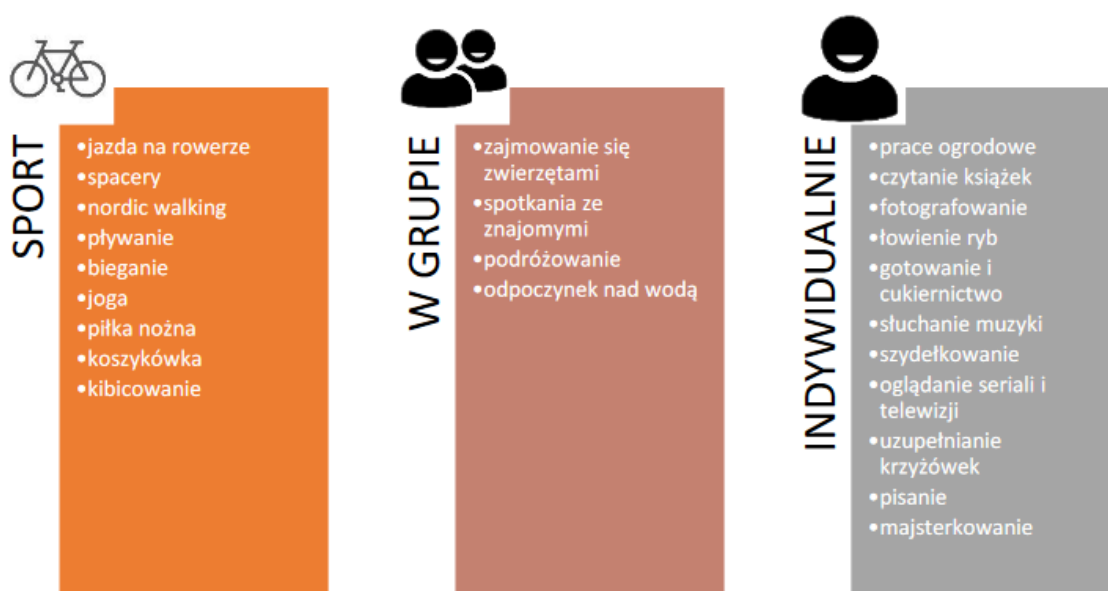 SPORT
•jazda na rowerze
•spacery
•nordic walking
•pływanie
•bieganie
•joga
•piłka nożna
•koszykówka
•kibicowanie
W GRUPIE
•zajmowanie się
zwierzętami
•spotkania ze
znajomymi
•podróżowanie
•odpoczynek nad wodą
INDYWIDUALNIE
•prace ogrodowe
•czytanie książek
•fotografowanie
•łowienie ryb
•gotowanie i
cukiernictwo
•słuchanie muzyki
•szydełkowanie
•oglądanie seriali i
telewizji
•uzupełnianie
krzyżówek
•pisanie
•majsterkowanie